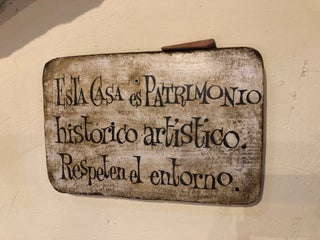 Esta Casa es Patrimonio
historico artistico.
Respeten el entorno.